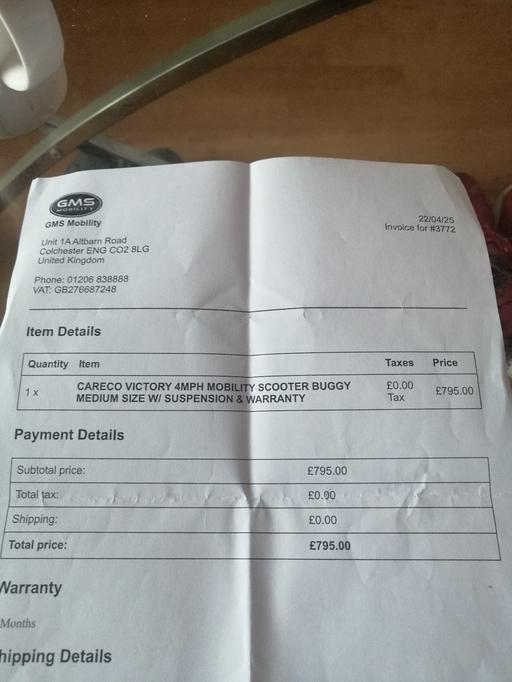 GMS
MOBILITY
GMS Mobility
Unit 1A Altbarn Road
Colchester ENG CO2 8LG
United Kingdom
Phone: 01206 838888
VAT: GB276687248
22/04/25
Invoice for #3772
Item Details
Quantity Item Taxes Price
1 x CARECO VICTORY 4MPH MOBILITY SCOOTER BUGGY MEDIUM SIZE W/ SUSPENSION & WARRANTY £0.00 Tax £795.00
Payment Details
Subtotal price: £795.00
Total tax: £0.00
Shipping: £0.00
Total price: £795.00
Warranty
Months
hipping Details